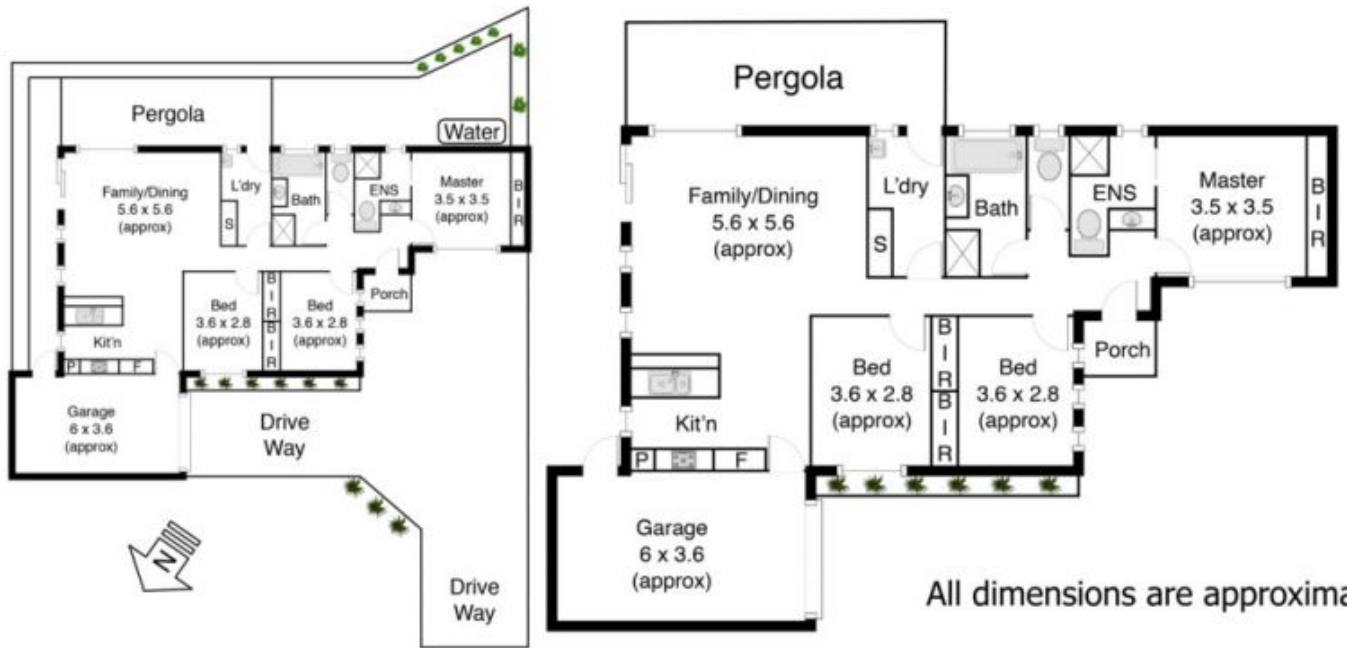 Pergola
Water
Family/Dining
5.6 x 5.6
(approx)
L'dry
S
Bath
ENS
Master
3.5 x 3.5
(approx)
B
I
R
Porch
Bed
3.6 x 2.8
(approx)
B
I
R
B
I
R
Bed
3.6 x 2.8
(approx)
Kit'n
P
F
Garage
6 x 3.6
(approx)
Drive
Way
N
Drive
Way
Pergola
Family/Dining
5.6 x 5.6
(approx)
L'dry
S
Bath
ENS
Master
3.5 x 3.5
(approx)
B
I
R
Porch
Bed
3.6 x 2.8
(approx)
B
I
R
B
I
R
Bed
3.6 x 2.8
(approx)
Kit'n
P
F
Garage
6 x 3.6
(approx)
All dimensions are approxima